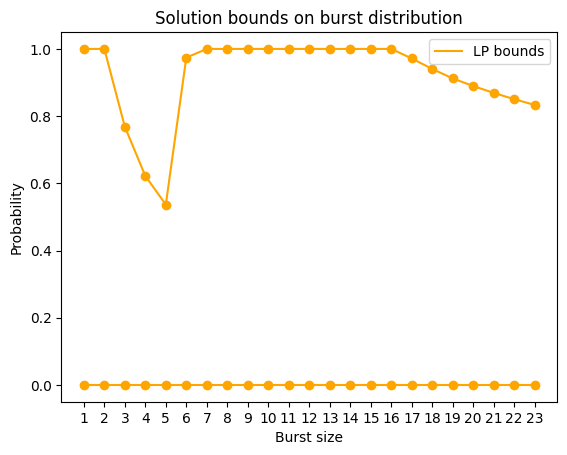 Solution bounds on burst distribution
LP bounds
Probability
1.0
0.8
0.6
0.4
0.2
0.0
1 2 3 4 5 6 7 8 9 10 11 12 13 14 15 16 17 18 19 20 21 22 23
Burst size